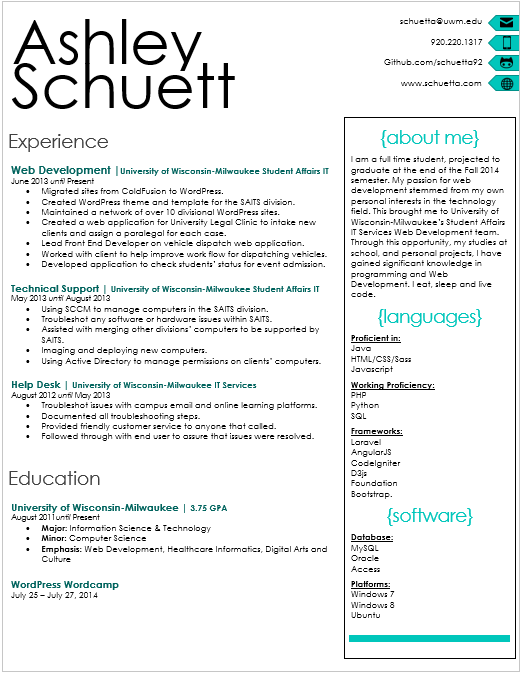 Ashley
Schuett
schuetta@uwm.edu
920.220.1317
Github.com/schuetta92
www.schuetta.com
Experience
Web Development |University of Wisconsin-Milwaukee Student Affairs IT
June 2013 until Present
• Migrated sites from ColdFusion to WordPress.
• Created WordPress theme and template for the SAITS division.
• Maintained a network of over 10 divisional WordPress sites.
• Created a web application for University Legal Clinic to intake new
clients and assign a paralegal for each case.
• Lead Front End Developer on vehicle dispatch web application.
• Worked with client to help improve work flow for dispatching vehicles.
• Developed application to check students' status for event admission.
Technical Support | University of Wisconsin-Milwaukee Student Affairs IT
May 2013 until August 2013
• Using SCCM to manage computers in the SAITS division.
• Troubleshot any software or hardware issues within SAITS.
• Assisted with merging other divisions' computers to be supported by
SAITS.
• Imaging and deploying new computers.
• Using Active Directory to manage permissions on clients' computers.
Help Desk | University of Wisconsin-Milwaukee IT Services
August 2012 until May 2013
• Troubleshot issues with campus email and online learning platforms.
• Documented all troubleshooting steps.
• Provided friendly customer service to anyone that called.
• Followed through with end user to assure that issues were resolved.
Education
University of Wisconsin-Milwaukee | 3.75 GPA
August 2011until Present
• Major: Information Science & Technology
• Minor: Computer Science
• Emphasis: Web Development, Healthcare Informatics, Digital Arts and
Culture
WordPress Wordcamp
July 25 – July 27, 2014
{about me}
I am a full time student, projected to
graduate at the end of the Fall 2014
semester. My passion for web
development stemmed from my own
personal interests in the technology
field. This brought me to University of
Wisconsin-Milwaukee's Student Affairs
IT Services Web Development team.
Through this opportunity, my studies at
school, and personal projects, I have
gained significant knowledge in
programming and Web
Development. I eat, sleep and live
code.
{languages}
Proficient in:
Java
HTML/CSS/Sass
Javascript
Working Proficiency:
PHP
Python
SQL
Frameworks:
Laravel
AngularJS
CodeIgniter
D3js
Foundation
Bootstrap.
{software}
Database:
MySQL
Oracle
Access
Platforms:
Windows 7
Windows 8
Ubuntu